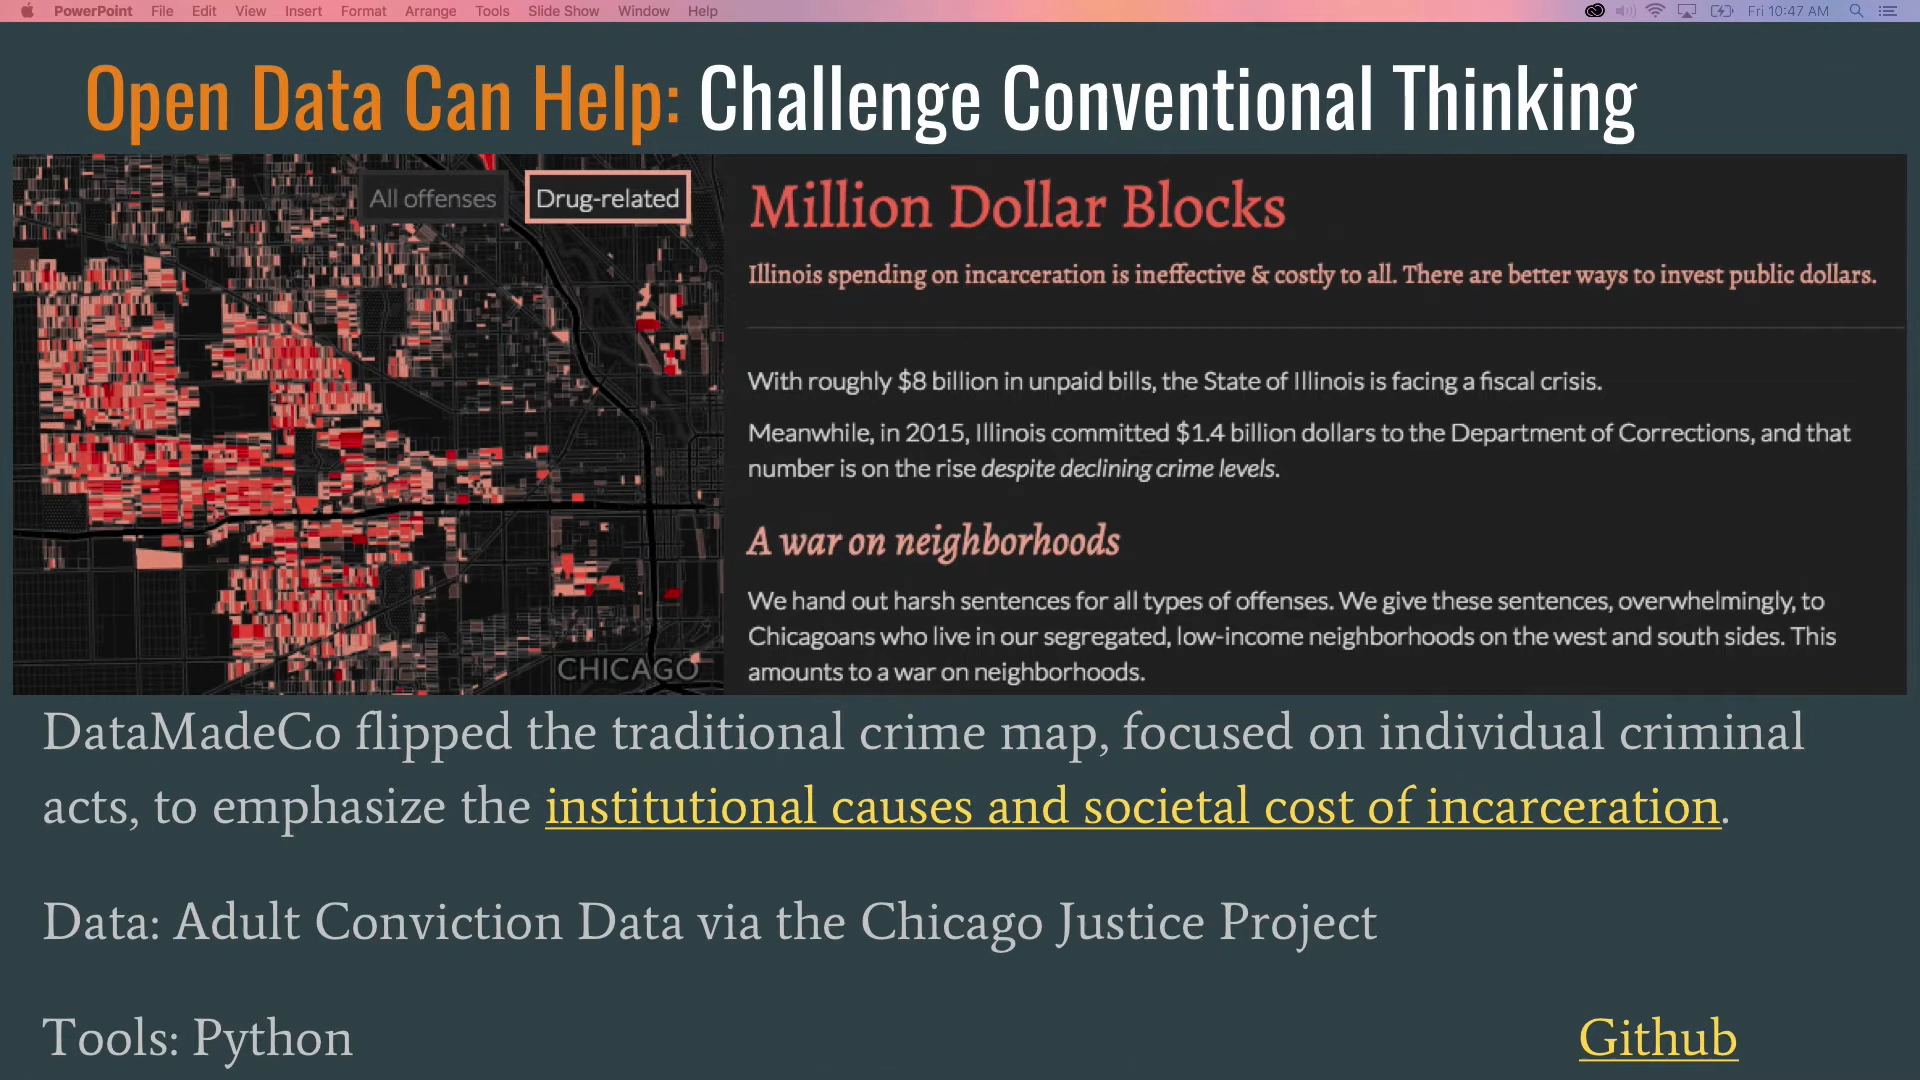 PowerPoint File Edit View Insert Format Arrange Tools Slide Show Window Help Fri 10:47 AM
Open Data Can Help: Challenge Conventional Thinking
All offenses Drug-related
CHICAGO
Million Dollar Blocks
Illinois spending on incarceration is ineffective & costly to all. There are better ways to invest public dollars.
With roughly $8 billion in unpaid bills, the State of Illinois is facing a fiscal crisis.
Meanwhile, in 2015, Illinois committed $1.4 billion dollars to the Department of Corrections, and that
number is on the rise despite declining crime levels.
A war on neighborhoods
We hand out harsh sentences for all types of offenses. We give these sentences, overwhelmingly, to
Chicagoans who live in our segregated, low-income neighborhoods on the west and south sides. This
amounts to a war on neighborhoods.
DataMadeCo flipped the traditional crime map, focused on individual criminal
acts, to emphasize the institutional causes and societal cost of incarceration.
Data: Adult Conviction Data via the Chicago Justice Project
Tools: Python
Github